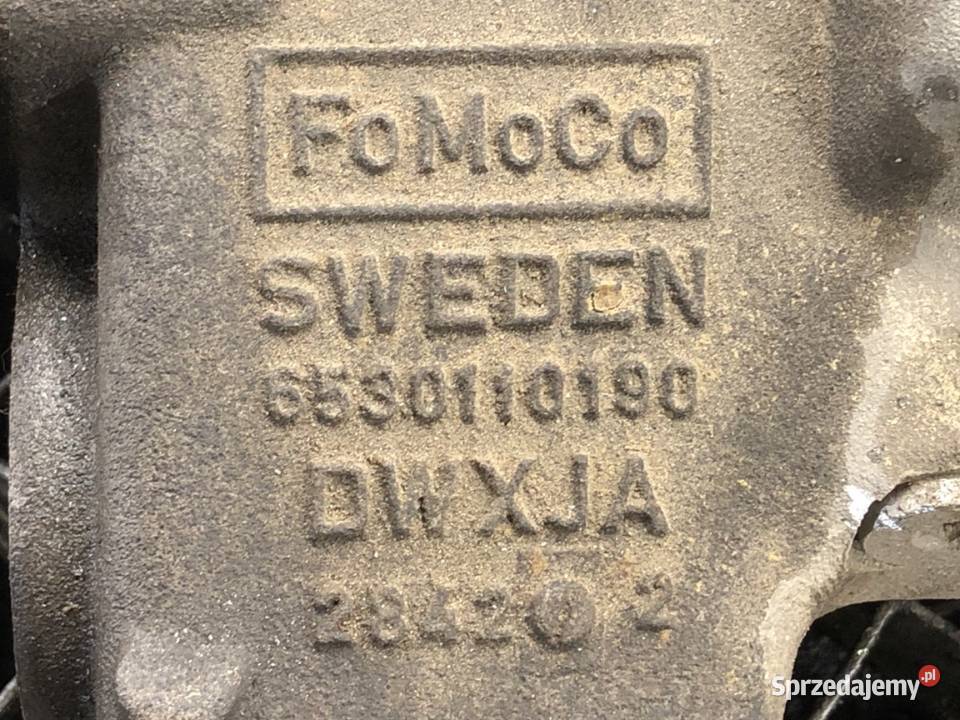 FoMoCo
SWEDEN
6530110190
DWXJA
2842 2
Sprzedajemy.pl